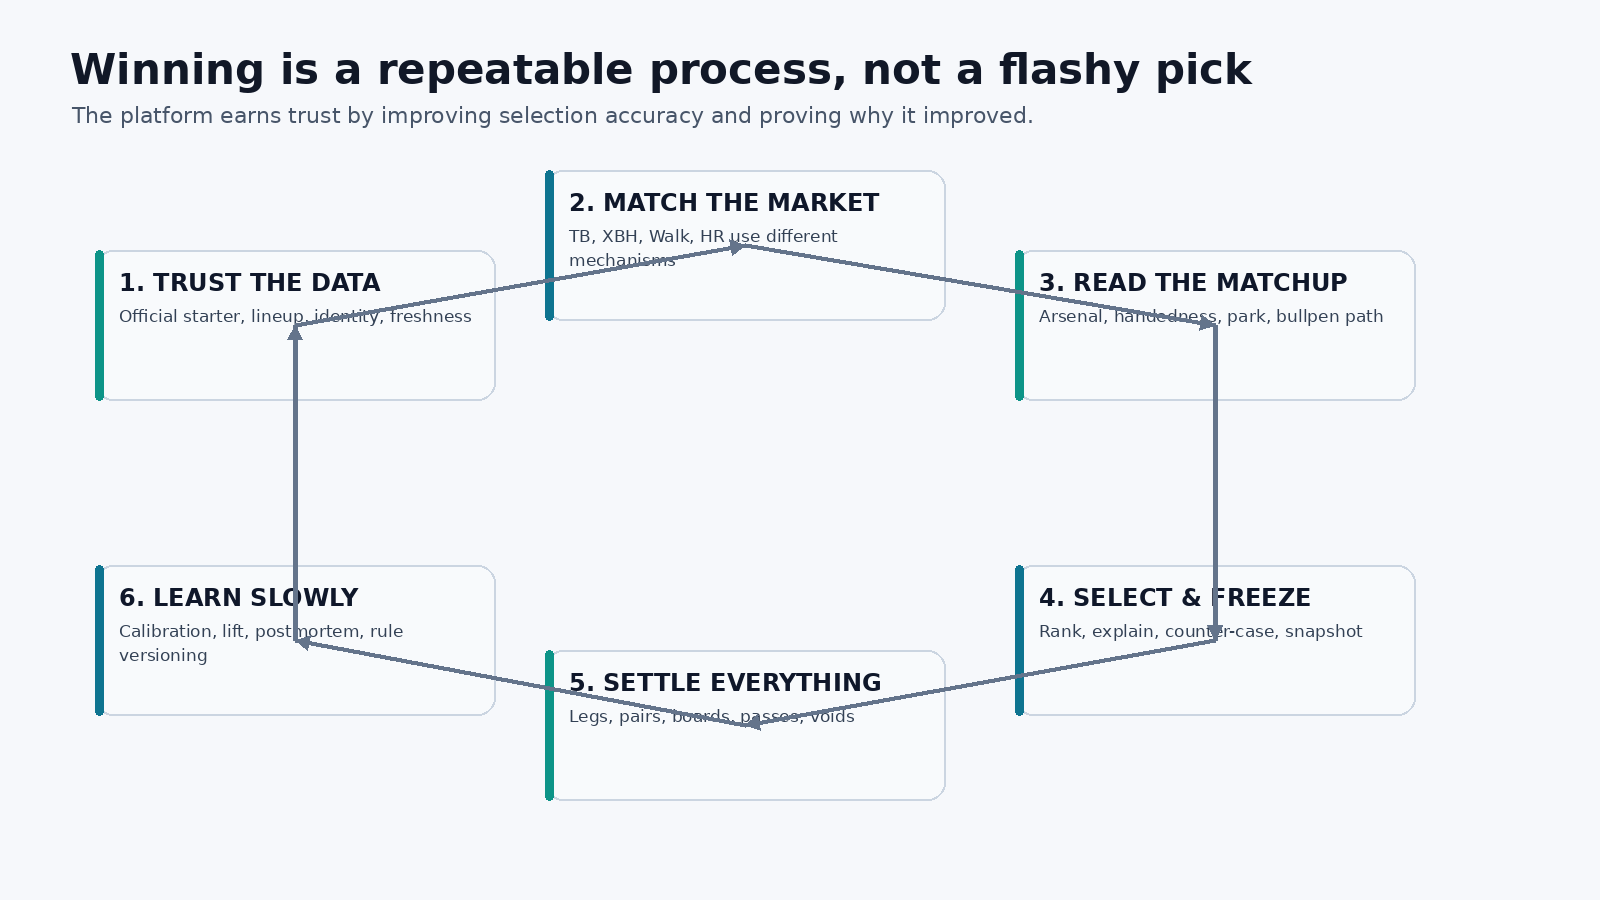 Winning is a repeatable process, not a flashy pick
The platform earns trust by improving selection accuracy and proving why it improved.
1. TRUST THE DATA
Official starter, lineup, identity, freshness
2. MATCH THE MARKET
TB, XBH, Walk, HR use different
mechanisms
3. READ THE MATCHUP
Arsenal, handedness, park, bullpen path
4. SELECT & FREEZE
Rank, explain, counter-case, snapshot
5. SETTLE EVERYTHING
Legs, pairs, boards, passes, voids
6. LEARN SLOWLY
Calibration, lift, postmortem, rule
versioning